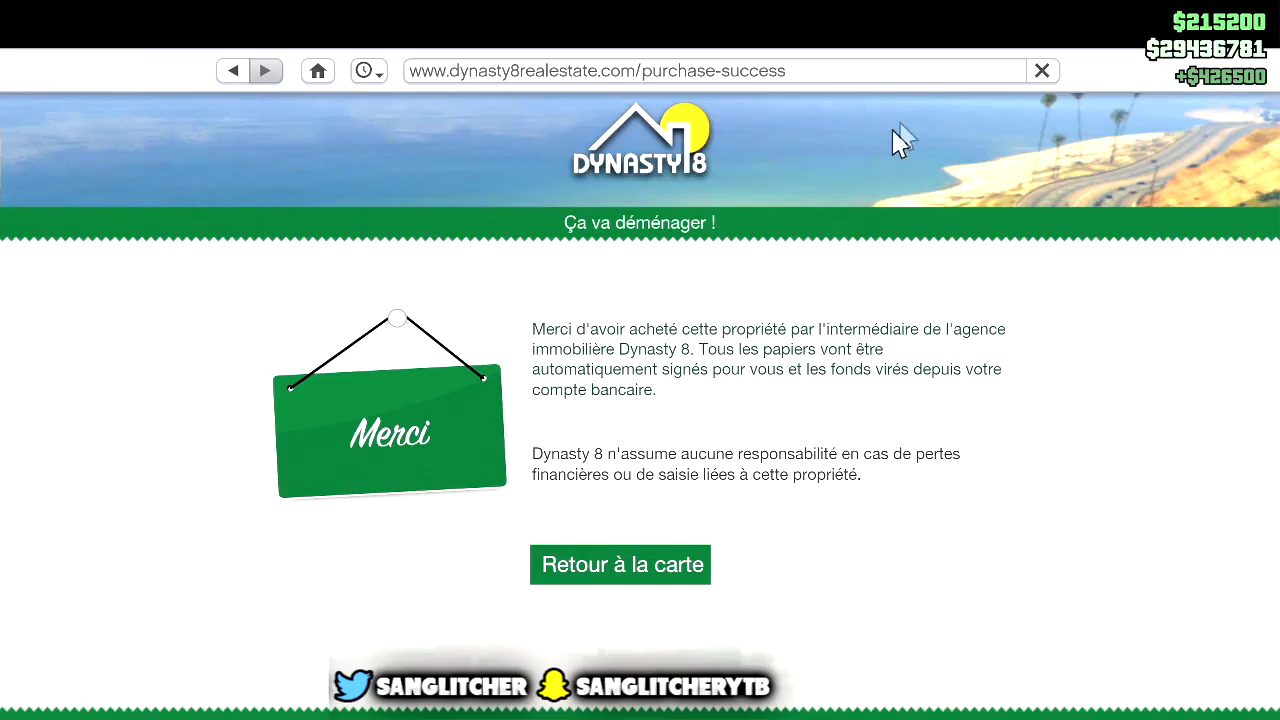 $215200
$29436781
+$426500
www.dynasty8realestate.com/purchase-success
DYNASTY 8
Ça va déménager !
Merci d'avoir acheté cette propriété par l'intermédiaire de l'agence
immobilière Dynasty 8. Tous les papiers vont être
automatiquement signés pour vous et les fonds virés depuis votre
compte bancaire.
Merci
Dynasty 8 n'assume aucune responsabilité en cas de pertes
financières ou de saisie liées à cette propriété.
Retour à la carte
SANGLITCHER SANGLITCHERYTB